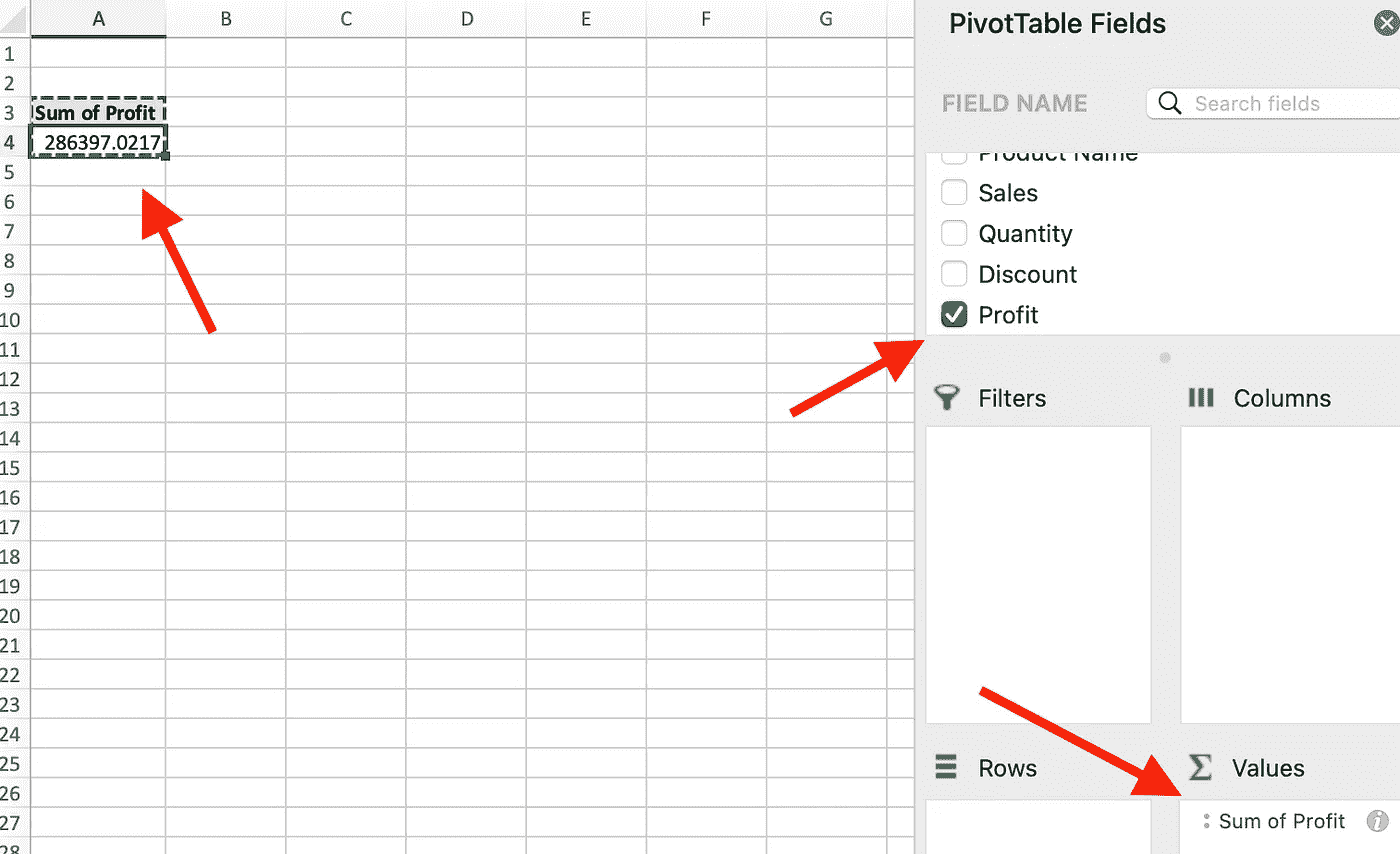 A B C D E F G
PivotTable Fields
FIELD NAME
Search fields
Product Name
Sales
Quantity
Discount
Profit
Filters
Columns
Rows
Values
Sum of Profit
1
2
3 Sum of Profit
4 286397.0217
5
6
7
8
9
10
11
12
13
14
15
16
17
18
19
20
21
22
23
24
25
26
27
28